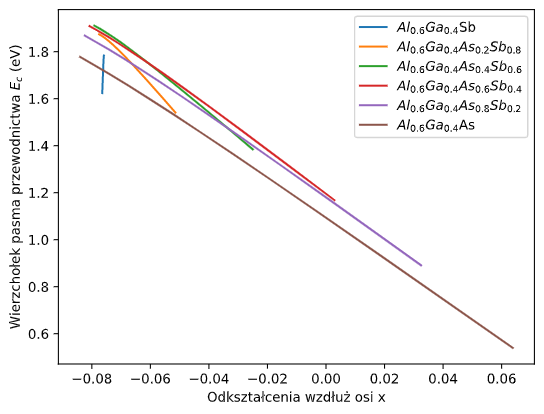 Al₀.₆Ga₀.₄Sb
Al₀.₆Ga₀.₄As₀.₂Sb₀.₈
Al₀.₆Ga₀.₄As₀.₄Sb₀.₆
Al₀.₆Ga₀.₄As₀.₆Sb₀.₄
Al₀.₆Ga₀.₄As₀.₈Sb₀.₂
Al₀.₆Ga₀.₄As
Wierzchołek pasma przewodnictwa E_c (eV)
1.8
1.6
1.4
1.2
1.0
0.8
0.6
−0.08 −0.06 −0.04 −0.02 0.00 0.02 0.04 0.06
Odkształcenia wzdłuż osi x